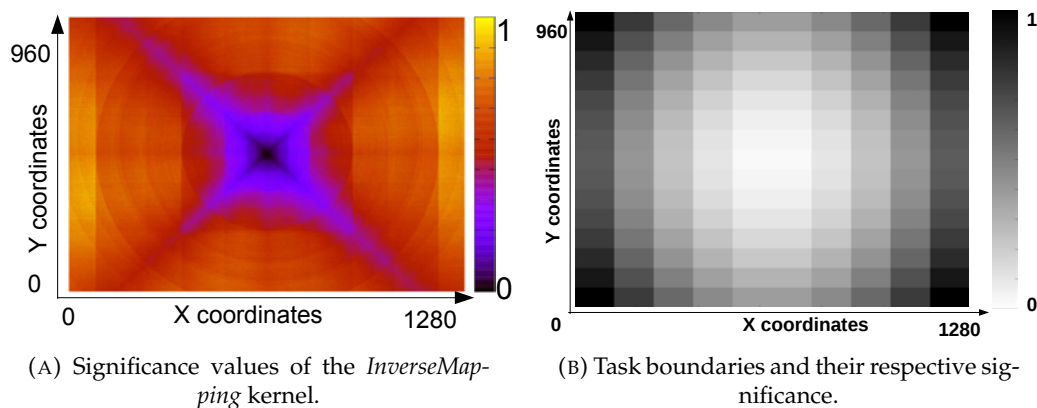 960
Y coordinates
0
0
X coordinates
1280
1
0
(A) Significance values of the InverseMap-
ping kernel.
960
Y coordinates
0
X coordinates
1280
1
0
(B) Task boundaries and their respective sig-
nificance.